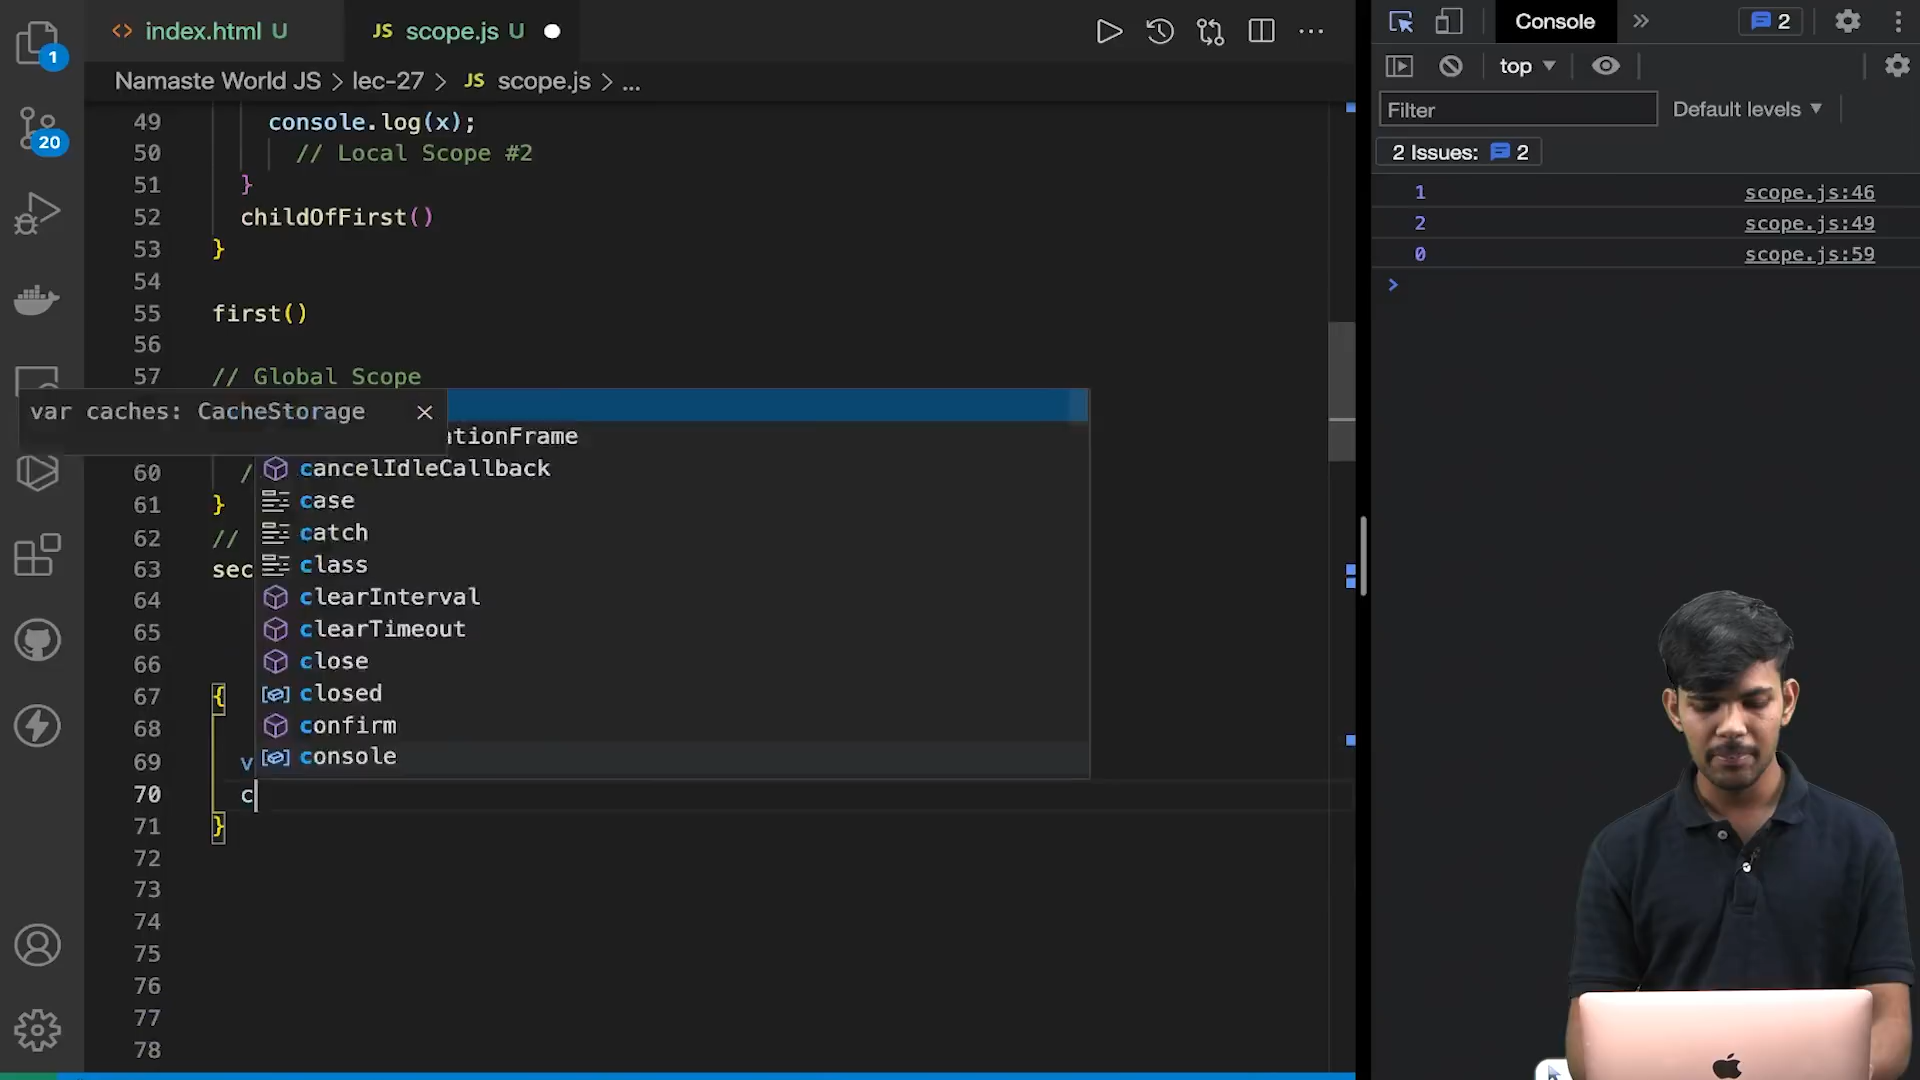 index.html U
JS scope.js U
Namaste World JS > lec-27 > JS scope.js > ...
1
20
49 console.log(x);
50 // Local Scope #2
51 }
52 childOfFirst()
53 }
54
55 first()
56
57 // Global Scope
var caches: CacheStorage ×
ationFrame
60 /
cancelIdleCallback
61 }
case
62 //
catch
63 sec
class
64
clearInterval
65
clearTimeout
66
close
67 {
closed
68
confirm
69 v
console
70 c
71 }
72
73
74
75
76
77
78
Console
2
top
Filter
Default levels
2 Issues: 2
1 scope.js:46
2 scope.js:49
0 scope.js:59
>